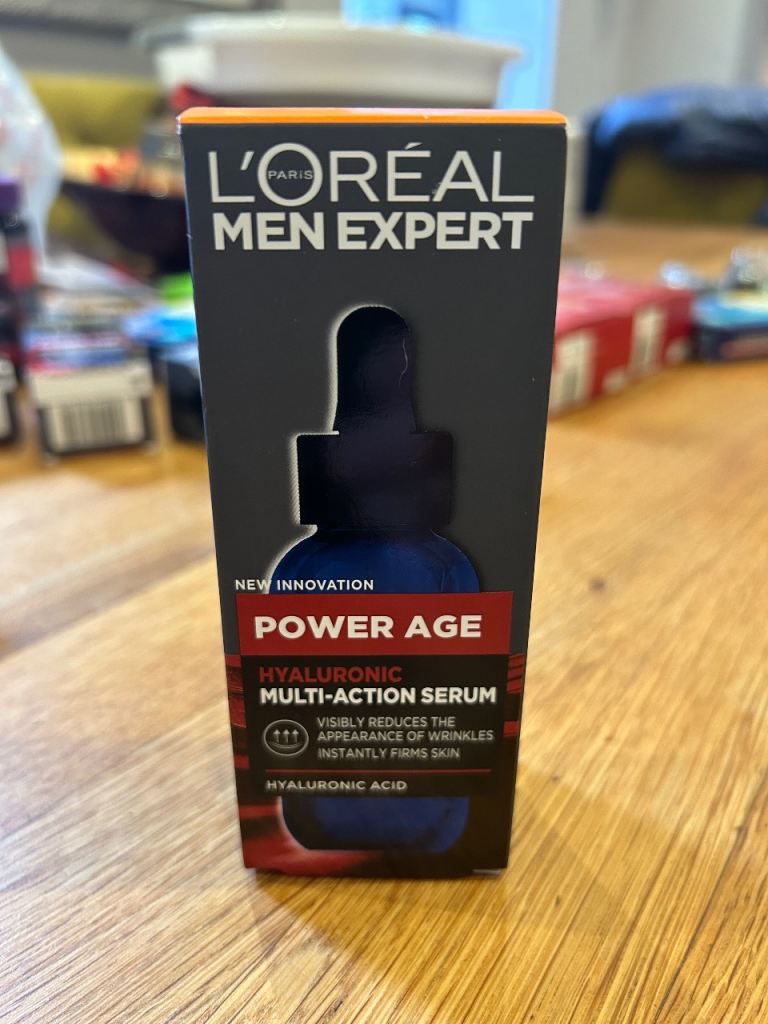 L'ORÉAL
PARIS
MEN EXPERT
NEW INNOVATION
POWER AGE
HYALURONIC
MULTI-ACTION SERUM
VISIBLY REDUCES THE
APPEARANCE OF WRINKLES
INSTANTLY FIRMS SKIN
HYALURONIC ACID